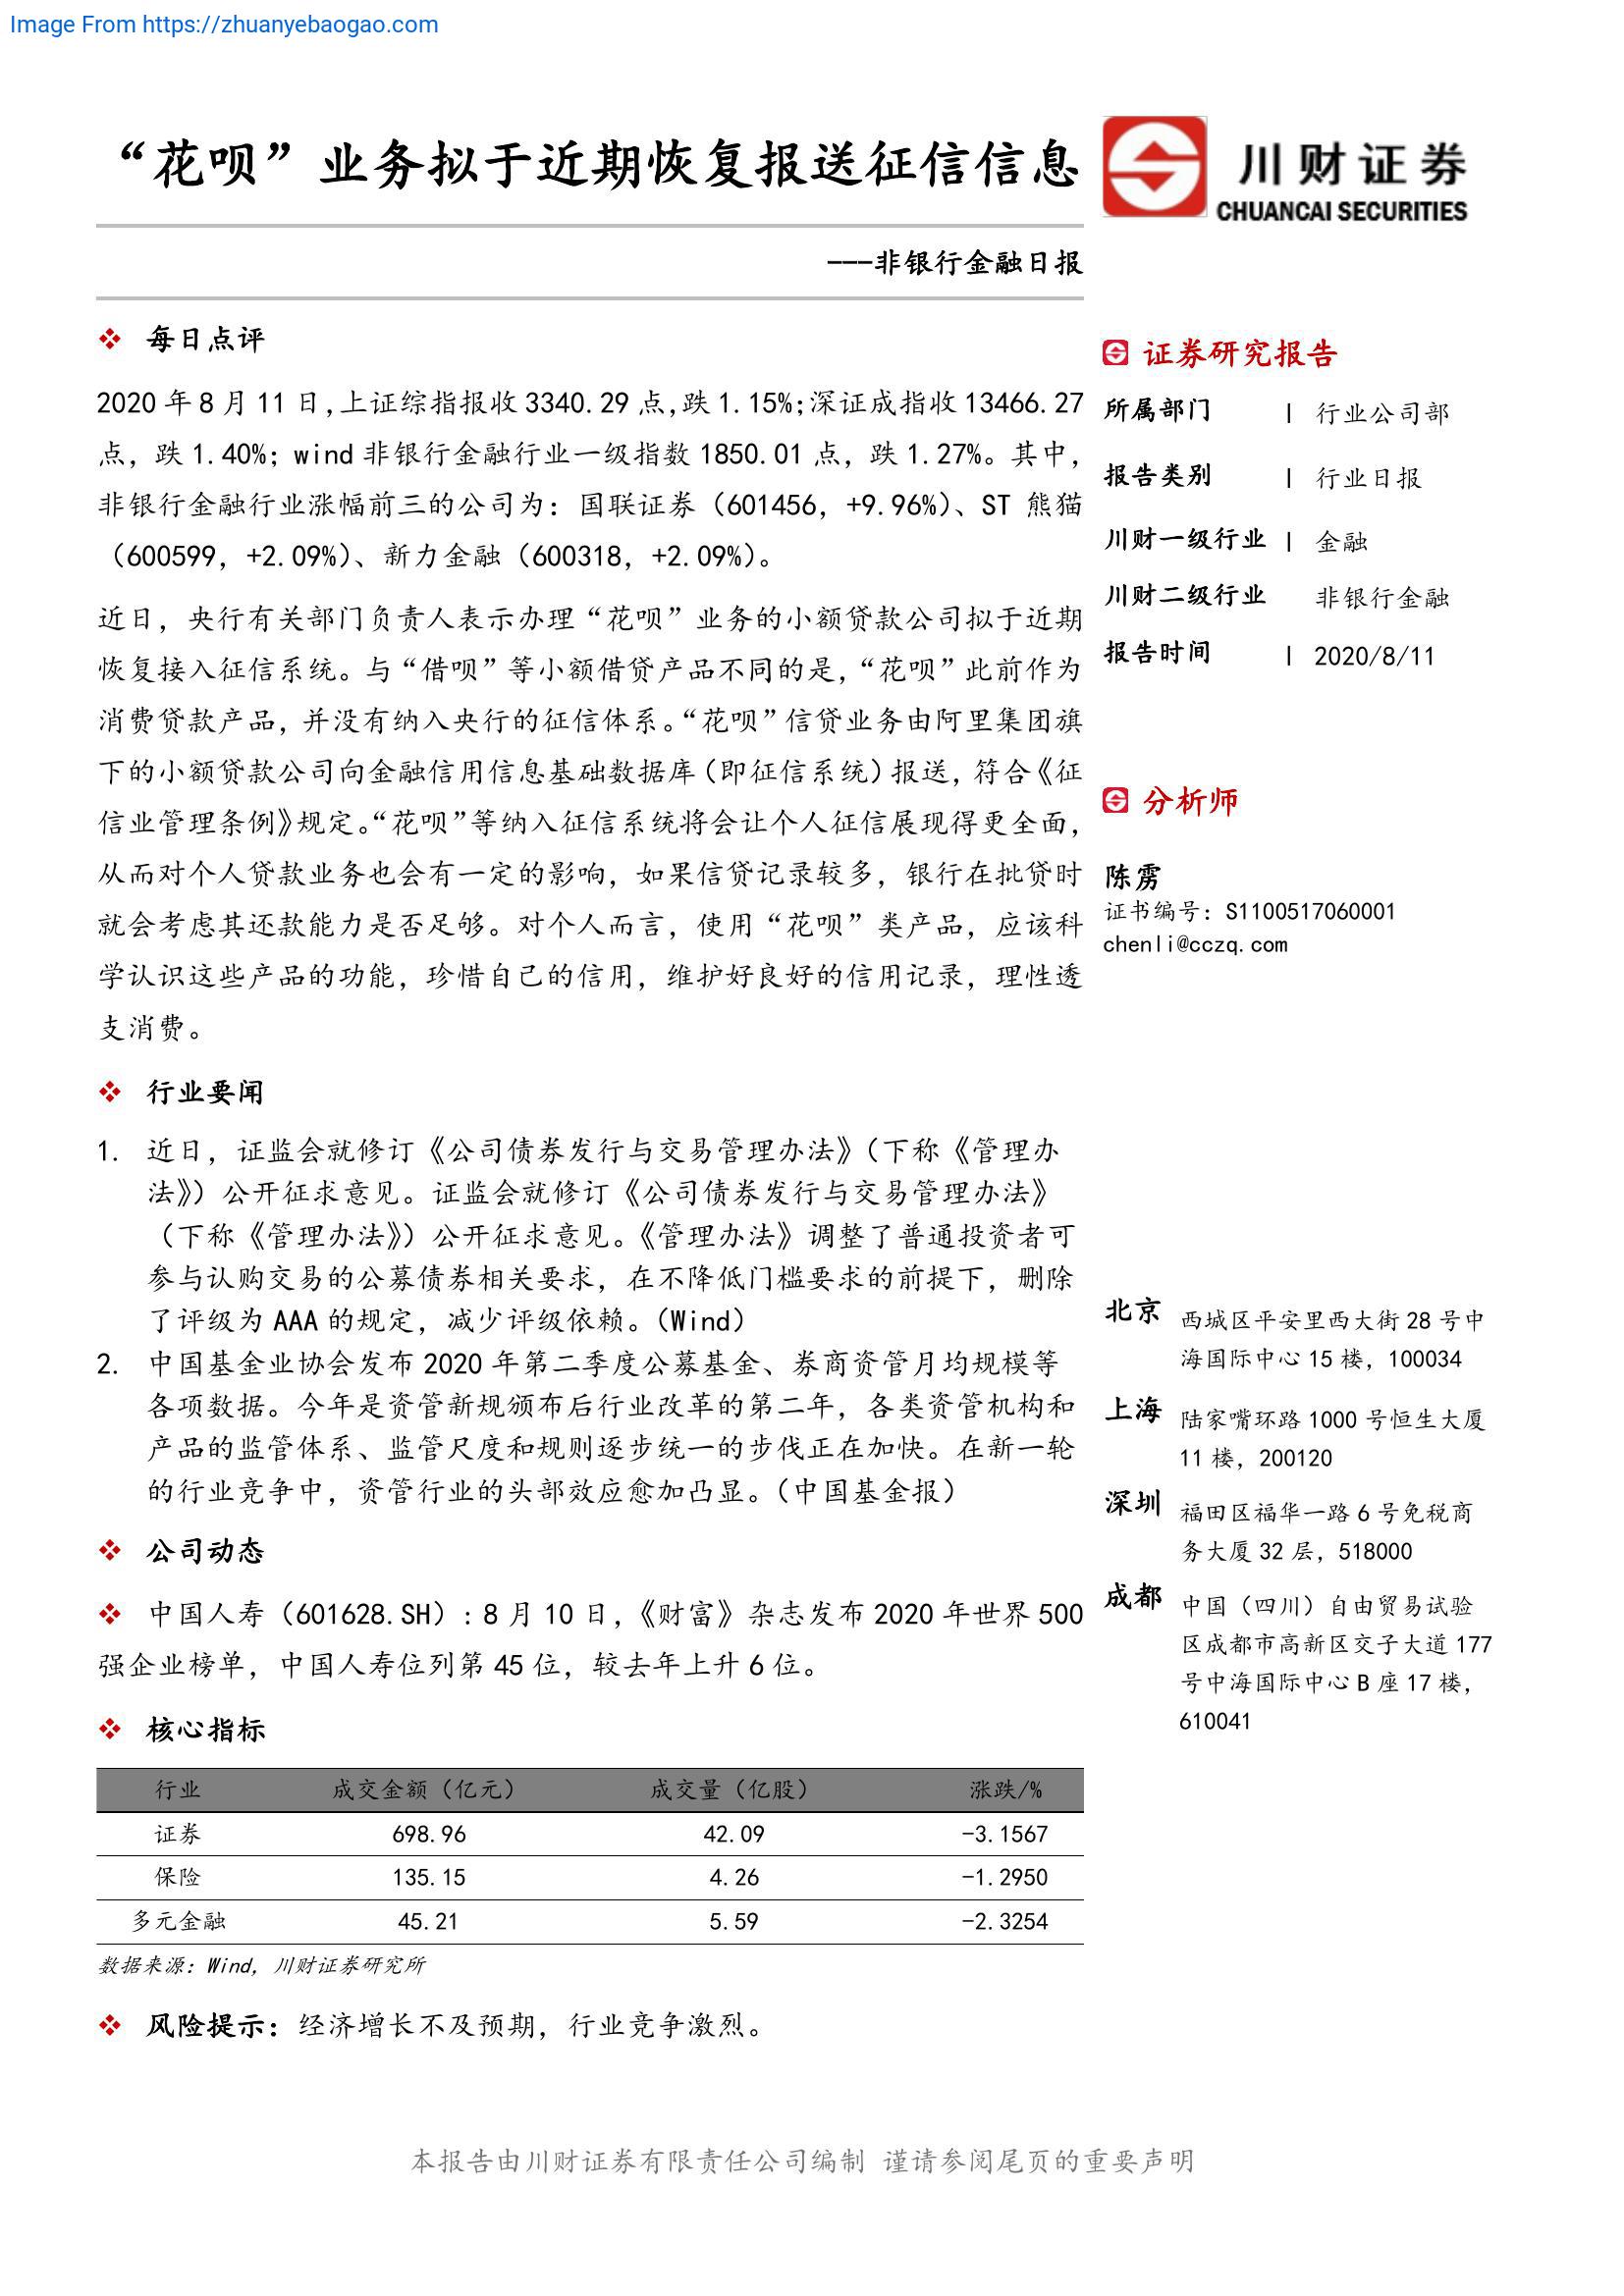 Image From https://zhuanyebaogao.com
“花呗”业务拟于近期恢复报送征信信息
川财证券
CHUANCAI SECURITIES
---非银行金融日报
每日点评
2020 年 8 月 11 日,上证综指报收 3340.29 点,跌 1.15%;深证成指收 13466.27
点，跌 1.40%；wind 非银行金融行业一级指数 1850.01 点，跌 1.27%。其中，
非银行金融行业涨幅前三的公司为：国联证券（601456，+9.96%）、ST 熊猫
（600599，+2.09%）、新力金融（600318，+2.09%）。
近日，央行有关部门负责人表示办理“花呗”业务的小额贷款公司拟于近期
恢复接入征信系统。与“借呗”等小额借贷产品不同的是，“花呗”此前作为
消费贷款产品，并没有纳入央行的征信体系。“花呗”信贷业务由阿里集团旗
下的小额贷款公司向金融信用信息基础数据库（即征信系统）报送，符合《征
信业管理条例》规定。“花呗”等纳入征信系统将会让个人征信展现得更全面，
从而对个人贷款业务也会有一定的影响，如果信贷记录较多，银行在批贷时
就会考虑其还款能力是否足够。对个人而言，使用“花呗”类产品，应该科
学认识这些产品的功能，珍惜自己的信用，维护好良好的信用记录，理性透
支消费。
行业要闻
1. 近日，证监会就修订《公司债券发行与交易管理办法》（下称《管理办
法》）公开征求意见。证监会就修订《公司债券发行与交易管理办法》
（下称《管理办法》）公开征求意见。《管理办法》调整了普通投资者可
参与认购交易的公募债券相关要求，在不降低门槛要求的前提下，删除
了评级为 AAA 的规定，减少评级依赖。（Wind）
2. 中国基金业协会发布 2020 年第二季度公募基金、券商资管月均规模等
各项数据。今年是资管新规颁布后行业改革的第二年，各类资管机构和
产品的监管体系、监管尺度和规则逐步统一的步伐正在加快。在新一轮
的行业竞争中，资管行业的头部效应愈加凸显。（中国基金报）
公司动态
中国人寿（601628.SH）：8 月 10 日，《财富》杂志发布 2020 年世界 500
强企业榜单，中国人寿位列第 45 位，较去年上升 6 位。
核心指标
行业 成交金额（亿元） 成交量（亿股） 涨跌/%
证券 698.96 42.09 -3.1567
保险 135.15 4.26 -1.2950
多元金融 45.21 5.59 -2.3254
数据来源：Wind，川财证券研究所
风险提示：经济增长不及预期，行业竞争激烈。
证券研究报告
所属部门 | 行业公司部
报告类别 | 行业日报
川财一级行业 | 金融
川财二级行业 非银行金融
报告时间 | 2020/8/11
分析师
陈雳
证书编号：S1100517060001
chenli@cczq.com
北京 西城区平安里西大街 28 号中
海国际中心 15 楼，100034
上海 陆家嘴环路 1000 号恒生大厦
11 楼，200120
深圳 福田区福华一路 6 号免税商
务大厦 32 层，518000
成都 中国（四川）自由贸易试验
区成都市高新区交子大道 177
号中海国际中心 B 座 17 楼，
610041
本报告由川财证券有限责任公司编制 谨请参阅尾页的重要声明